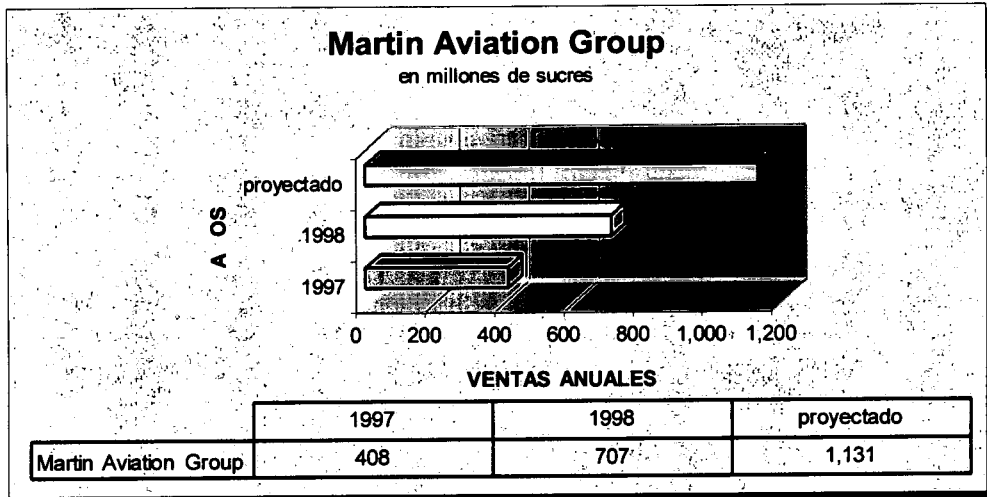 Martin Aviation Group
en millones de sucres
A OS
proyectado
1998
1997
0 200 400 600 800 1,000 1,200
VENTAS ANUALES
1997 1998 proyectado
Martin Aviation Group 408 707 1,131